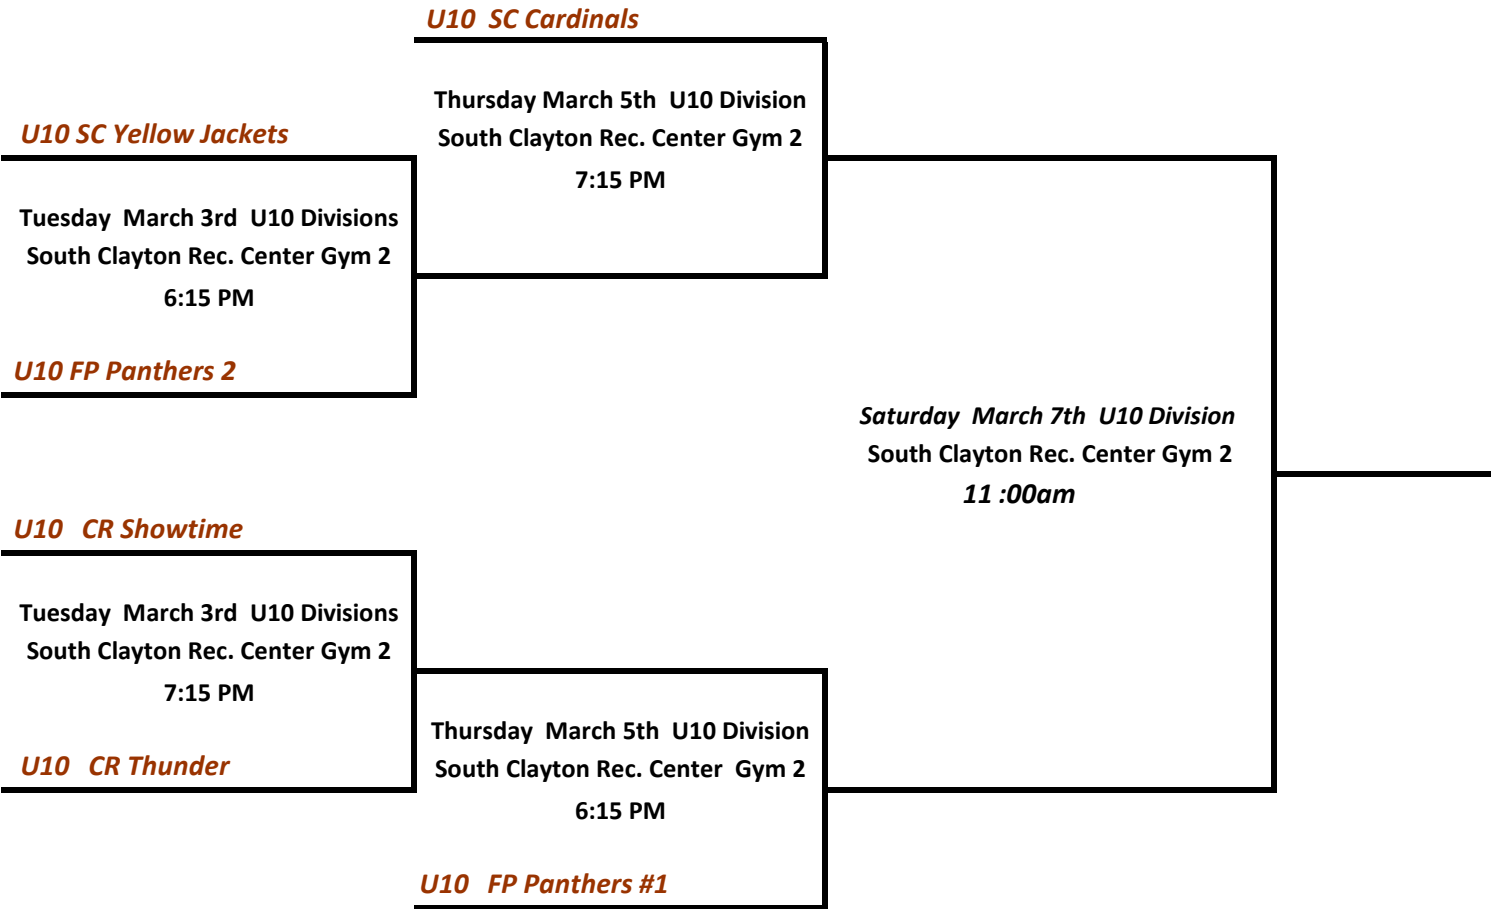 U10 SC Cardinals
Thursday March 5th U10 Division
South Clayton Rec. Center Gym 2
7:15 PM
U10 SC Yellow Jackets
Tuesday March 3rd U10 Divisions
South Clayton Rec. Center Gym 2
6:15 PM
U10 FP Panthers 2
Saturday March 7th U10 Division
South Clayton Rec. Center Gym 2
11 :00am
U10 CR Showtime
Tuesday March 3rd U10 Divisions
South Clayton Rec. Center Gym 2
7:15 PM
U10 CR Thunder
Thursday March 5th U10 Division
South Clayton Rec. Center Gym 2
6:15 PM
U10 FP Panthers #1